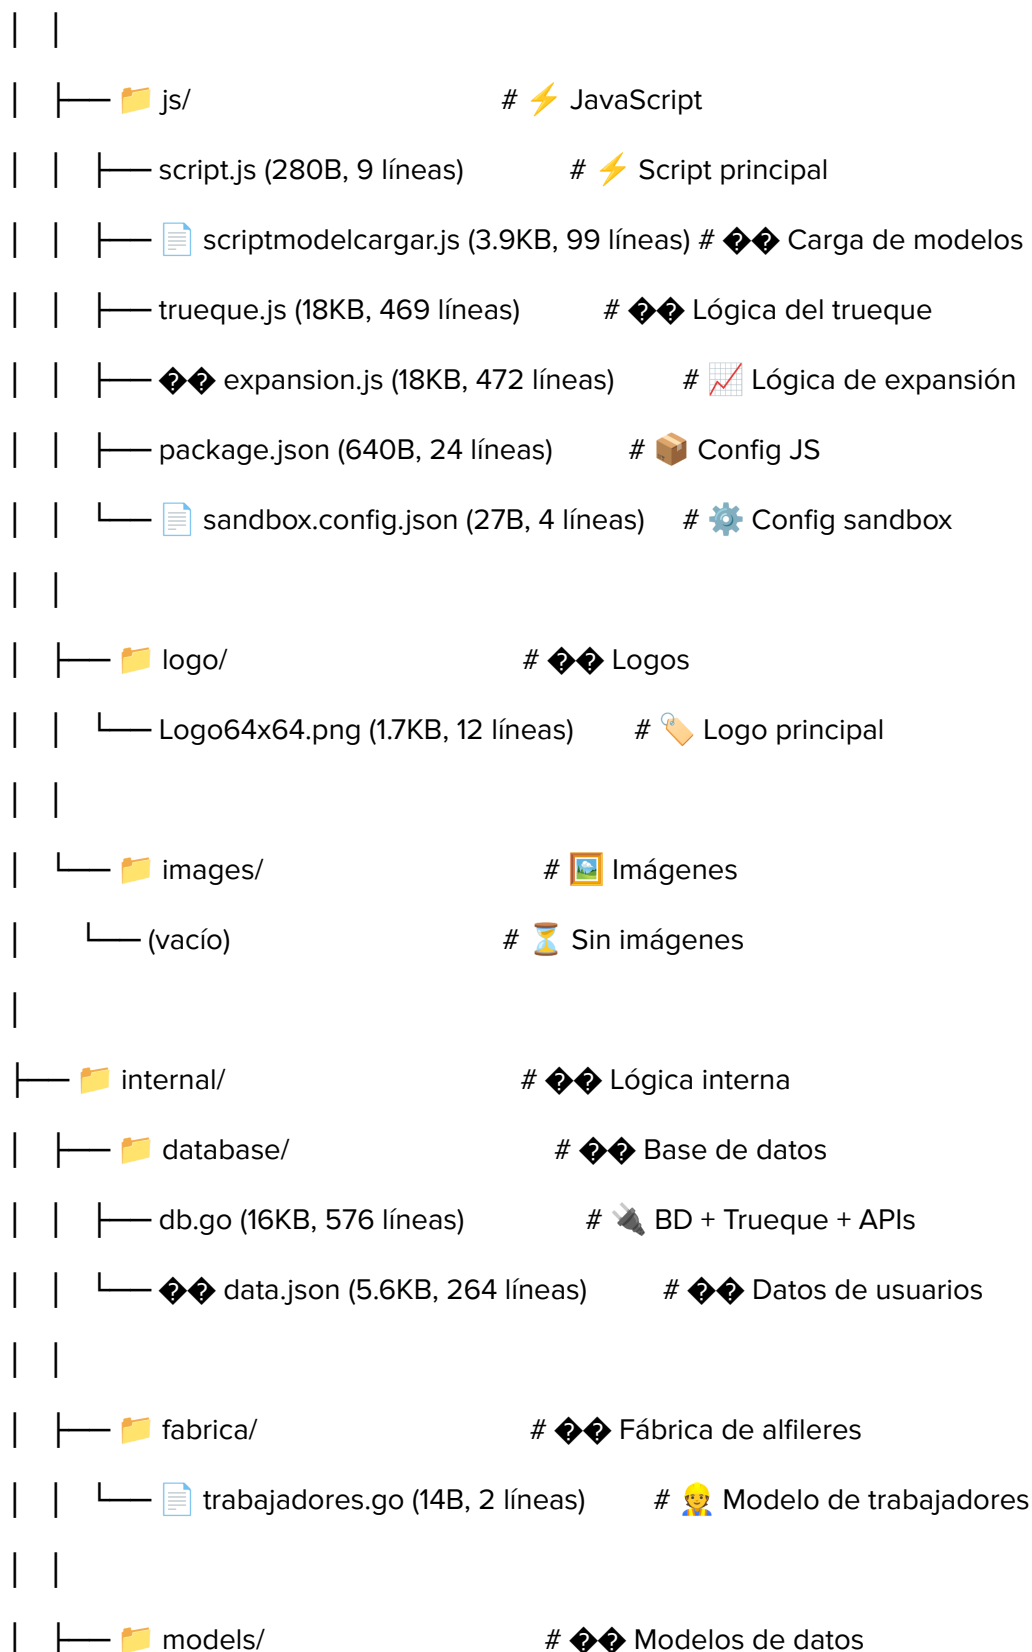 │   │
│   ├── 📁 js/ # ⚡ JavaScript
│   │   ├── script.js (280B, 9 líneas) # ⚡ Script principal
│   │   ├── 📄 scriptmodelcargar.js (3.9KB, 99 líneas) # �� Carga de modelos
│   │   ├── trueque.js (18KB, 469 líneas) # �� Lógica del trueque
│   │   ├── �� expansion.js (18KB, 472 líneas) # 📈 Lógica de expansión
│   │   ├── package.json (640B, 24 líneas) # 📦 Config JS
│   │   └── 📄 sandbox.config.json (27B, 4 líneas) # ⚙️ Config sandbox
│   │
│   ├── 📁 logo/ # �� Logos
│   │   └── Logo64x64.png (1.7KB, 12 líneas) # 🏷️ Logo principal
│   │
│   └── 📁 images/ # 🖼️ Imágenes
│       └── (vacío) # ⏳ Sin imágenes
│
├── 📁 internal/ # �� Lógica interna
│   ├── 📁 database/ # �� Base de datos
│   │   ├── db.go (16KB, 576 líneas) # 🔌 BD + Trueque + APIs
│   │   └── �� data.json (5.6KB, 264 líneas) # �� Datos de usuarios
│   │
│   ├── 📁 fabrica/ # �� Fábrica de alfileres
│   │   └── 📄 trabajadores.go (14B, 2 líneas) # 👷 Modelo de trabajadores
│   │
│   ├── 📁 models/ # �� Modelos de datos